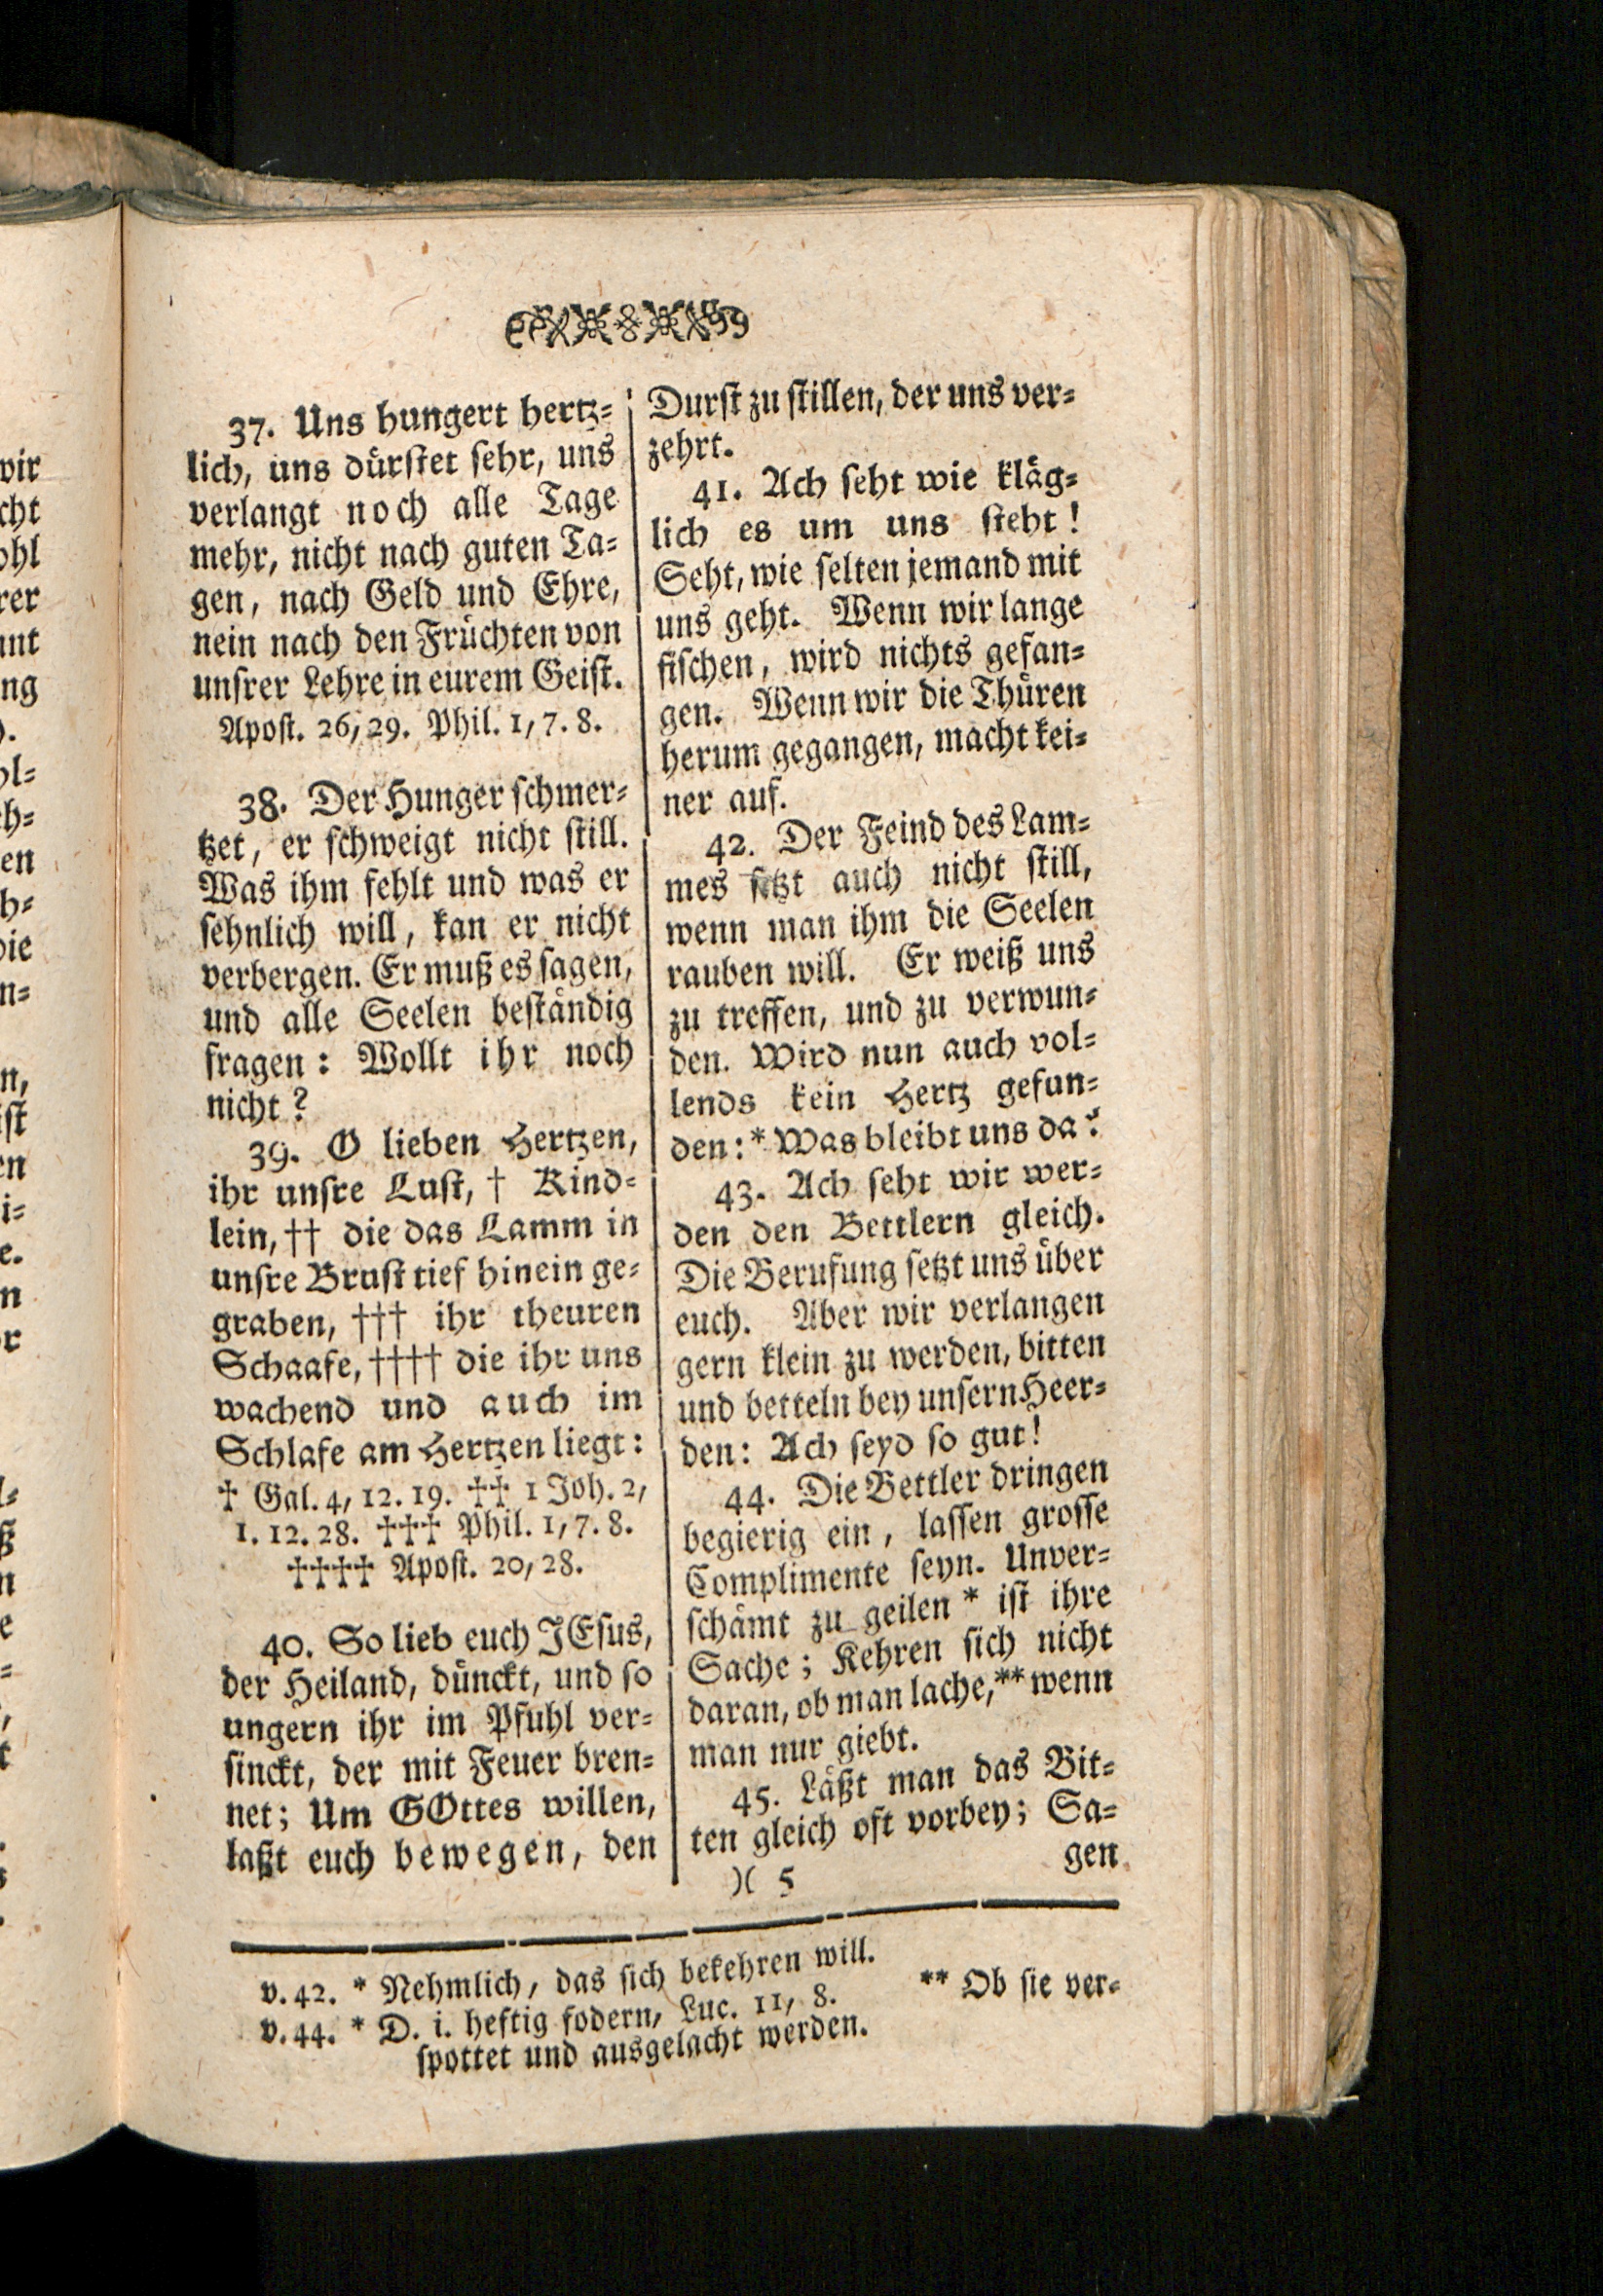 37. Uns hungert hertz-
lich, uns dürstet sehr, uns
verlangt noch alle Tage
mehr, nicht nach guten Ta-
gen, nach Geld und Ehre,
nein nach den Früchten von
unsrer Lehre in eurem Geist.
Apost. 26, 29. Phil. 1, 7. 8.
38. Der Hunger schmer-
tzet, er schweigt nicht still.
Was ihm fehlt und was er
sehnlich will, kan er nicht
verbergen. Er muß es sagen,
und alle Seelen beständig
fragen: Wollt ihr noch
nicht?
39. O lieben Hertzen,
ihr unsre Lust, † Kind-
lein, †† die das Lamm in
unsre Brust tief hinein ge-
graben, ††† ihr theuren
Schaafe, †††† die ihr uns
wachend und auch im
Schlafe am Hertzen liegt:
† Gal. 4, 12. 19. †† 1 Joh. 2,
1. 12. 28. ††† Phil. 1, 7. 8.
†††† Apost. 20, 28.
40. So lieb euch JEsus,
der Heiland, dünckt, und so
ungern ihr im Pfuhl ver-
sinckt, der mit Feuer bren-
net; Um GOttes willen,
laßt euch bewegen, den
Durst zu stillen, der uns ver-
zehrt.
41. Ach seht wie kläg-
lich es um uns steht!
Seht, wie selten jemand mit
uns geht. Wenn wir lange
fischen, wird nichts gefan-
gen. Wenn wir die Thüren
herum gegangen, macht kei-
ner auf.
42. Der Feind des Lam-
mes auch nicht still,
wenn man ihm die Seelen
rauben will. Er weiß uns
zu treffen, und zu verwun-
den. Wird nun auch vol-
lends kein Hertz gefun-
den: * Was bleibt uns da?
43. Ach seht wir wer-
den den Bettlern gleich.
Die Berufung setzt uns über
euch. Aber wir verlangen
gern klein zu werden, bitten
und betteln bey unsern Heer-
den: Ach seyd so gut!
44. Die Bettler dringen
begierig ein, lassen grosse
Complimente seyn. Unver-
schämt zu geilen * ist ihre
Sache; Kehren sich nicht
daran, ob man lache, ** wenn
man nur giebt.
45. Läßt man das Bit-
ten gleich oft vorbey; Sa-
gen
)( 5
v. 42. * Nehmlich, das sich bekehren will.
v. 44. * D. i. heftig fodern, Luc. 11, 8. ** Ob sie ver-
spottet und ausgelacht werden.